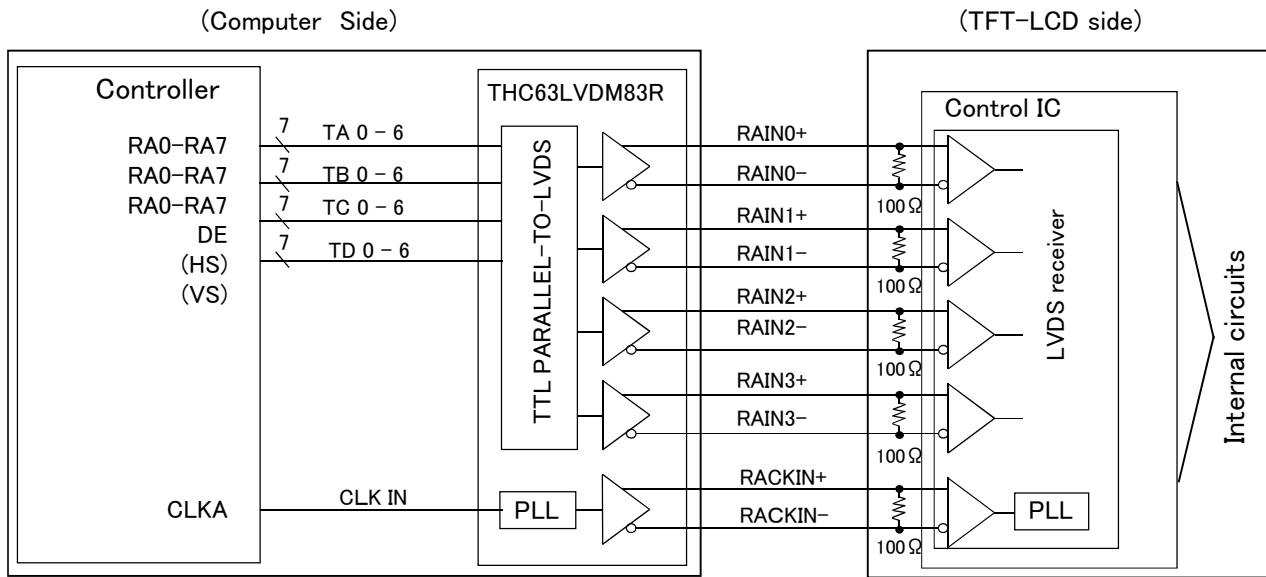 (Computer Side)
(TFT-LCD side)
Controller
THC63LVDM83R
Control IC
RA0-RA7
RA0-RA7
RA0-RA7
DE
(HS)
(VS)
CLKA
7
TA 0 - 6
7
TB 0 - 6
7
TC 0 - 6
7
TD 0 - 6
CLK IN
TTL PARALLEL-TO-LVDS
PLL
RAIN0+
RAIN0-
100Ω
RAIN1+
RAIN1-
100Ω
RAIN2+
RAIN2-
100Ω
RAIN3+
RAIN3-
100Ω
RACKIN+
RACKIN-
100Ω
LVDS receiver
PLL
Internal circuits